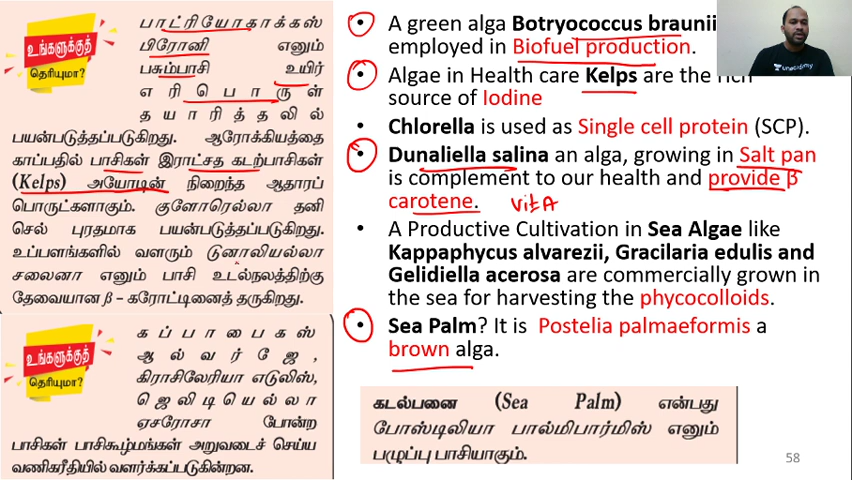 உங்களுக்குத்
தெரியுமா?
பாட்ரியோகாக்கஸ்
பிரோனி எனும்
பசும்பாசி உயிர்
எரிபொருள்
தயாரித்தலில்
பயன்படுத்தப்படுகிறது. ஆரோக்கியத்தை
காப்பதில் பாசிகள் இராட்சத கடற்பாசிகள்
(Kelps) அயோடின் நிறைந்த ஆதாரப்
பொருட்களாகும். குளோரெல்லா தனி
செல் புரதமாக பயன்படுத்தப்படுகிறது.
உப்பளங்களில் வளரும் டுனாலியல்லா
சலைனா எனும் பாசி உடல்நலத்திற்கு
தேவையான β – கரோட்டினைத் தருகிறது.
உங்களுக்குத்
தெரியுமா?
கப்பாபைகஸ்
ஆல்வர்ஜே,
கிராசிலேரியா எடுலிஸ்,
ஜெலிடியெல்லா
ஏசரோசா போன்ற
பாசிகள் பாசிகூழ்மங்கள் அறுவடைச் செய்ய
வணிகரீதியில் வளர்க்கப்படுகின்றன.
• A green alga Botryococcus braunii
employed in Biofuel production.
• Algae in Health care Kelps are the rich
source of Iodine
• Chlorella is used as Single cell protein (SCP).
• Dunaliella salina an alga, growing in Salt pan
is complement to our health and provide β
carotene. Vit A
• A Productive Cultivation in Sea Algae like
Kappaphycus alvarezii, Gracilaria edulis and
Gelidiella acerosa are commercially grown in
the sea for harvesting the phycocolloids.
• Sea Palm? It is Postelia palmaeformis a
brown alga.
கடல்பனை (Sea Palm) என்பது
போஸ்டிலியா பால்மிபார்மிஸ் எனும்
பழுப்பு பாசியாகும்.
58
unacademy